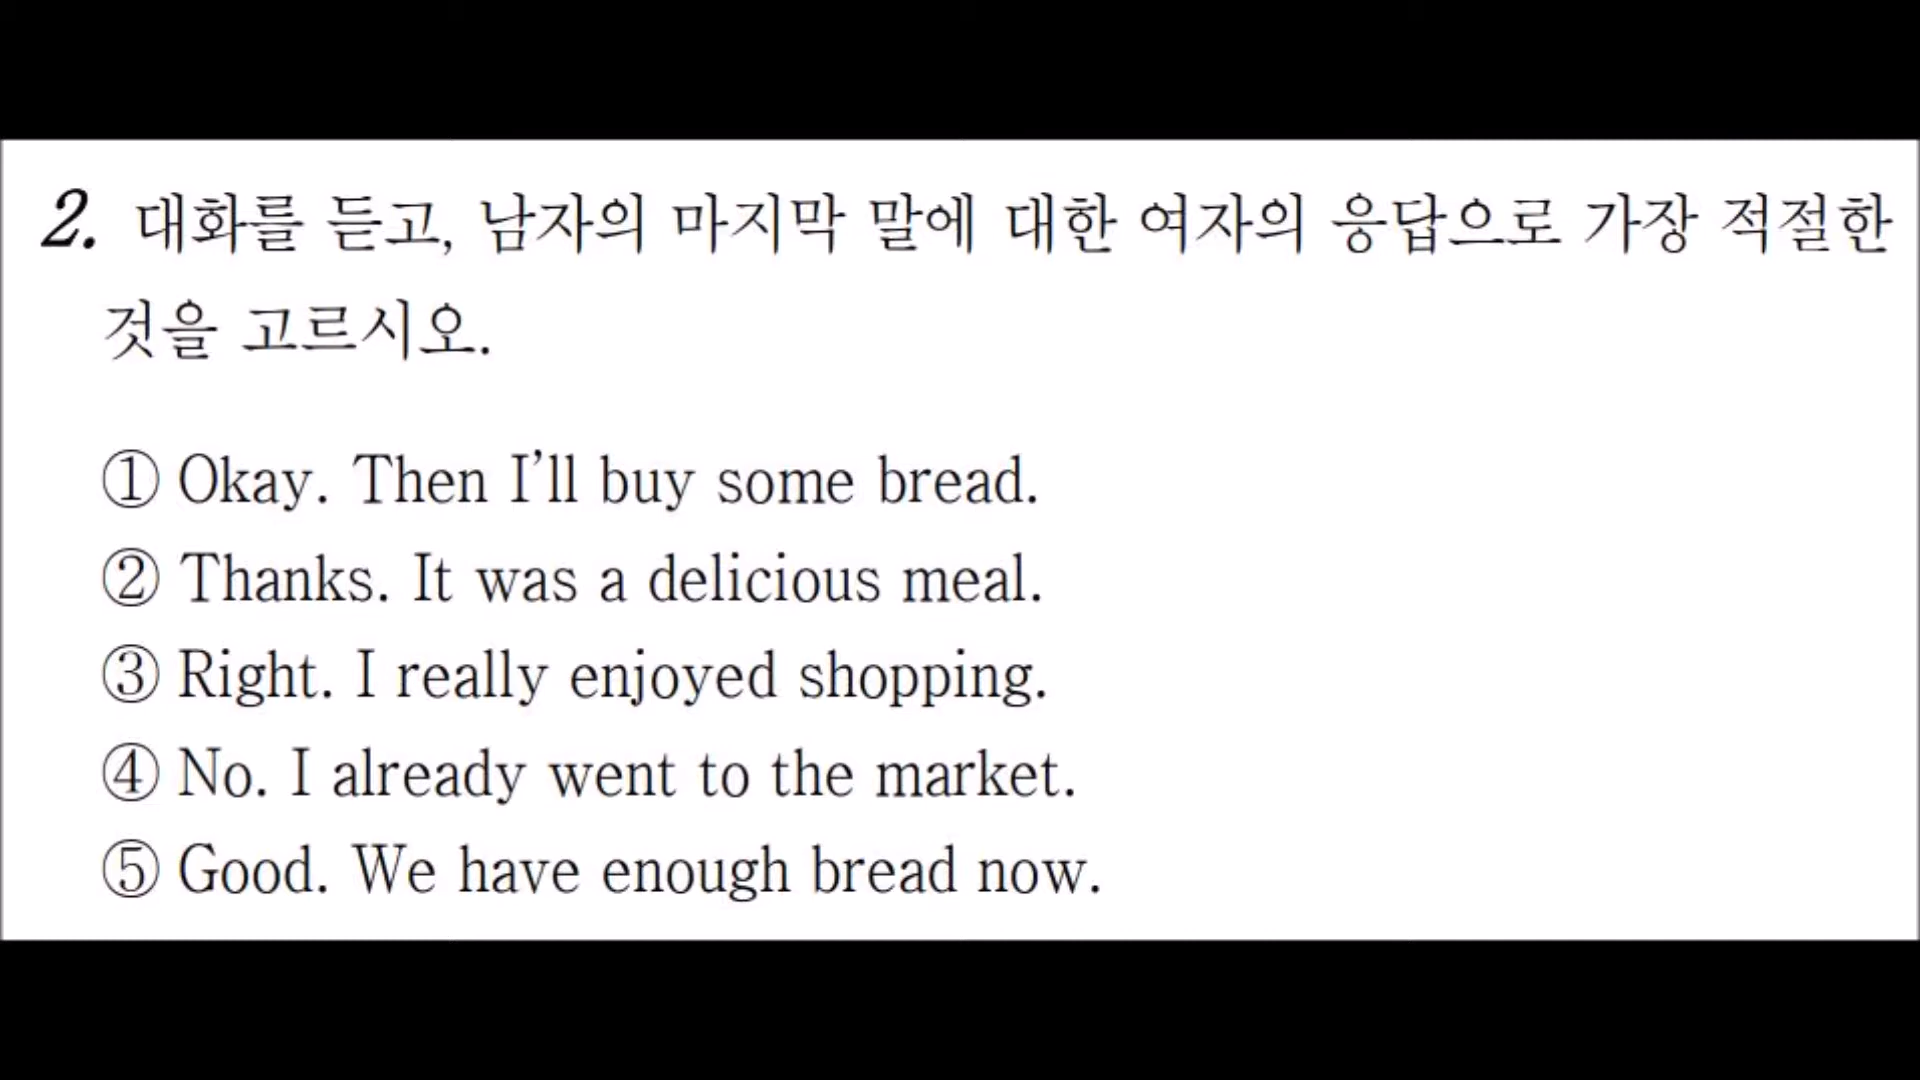 2. 대화를 듣고, 남자의 마지막 말에 대한 여자의 응답으로 가장 적절한
것을 고르시오.
① Okay. Then I'll buy some bread.
② Thanks. It was a delicious meal.
③ Right. I really enjoyed shopping.
④ No. I already went to the market.
⑤ Good. We have enough bread now.